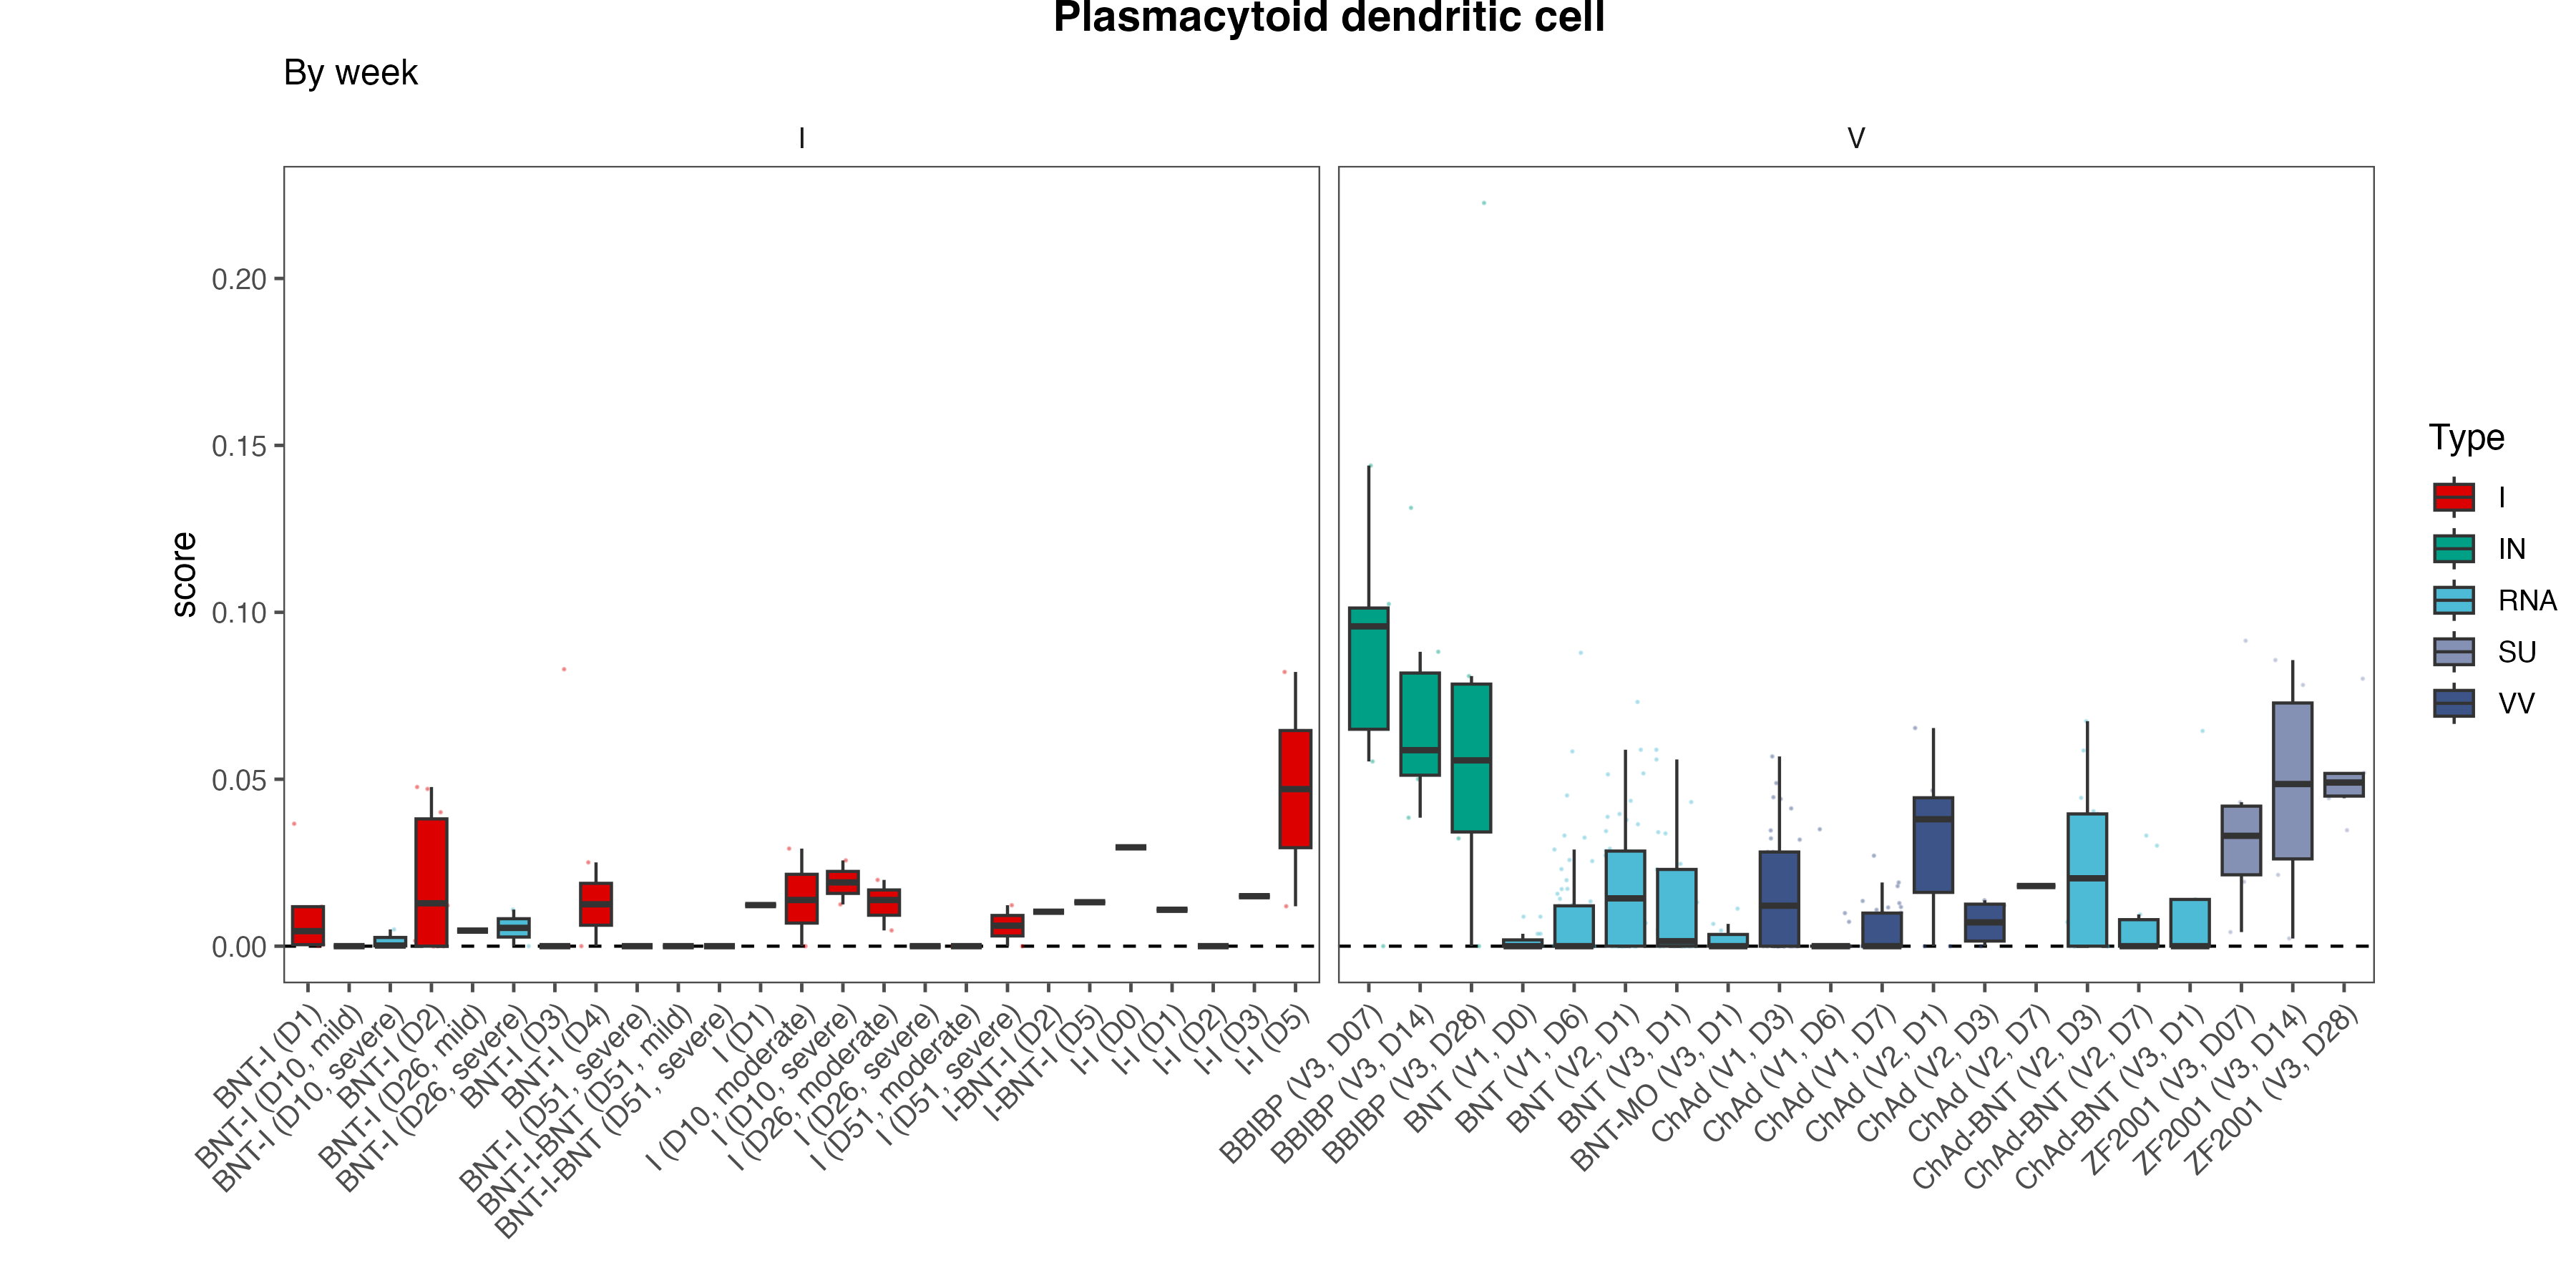 Plasmacytoid dendritic cell
By week
I
V
score
0.20
0.15
0.10
0.05
0.00
BNT-I (D1)
BNT-I (D10, mild)
BNT-I (D10, severe)
BNT-I (D2)
BNT-I (D26, mild)
BNT-I (D26, severe)
BNT-I (D3)
BNT-I (D4)
BNT-I (D51, severe)
BNT-I-BNT (D51, mild)
BNT-I-BNT (D51, severe)
I (D1)
I (D10, moderate)
I (D10, severe)
I (D26, moderate)
I (D26, severe)
I (D51, moderate)
I (D51, severe)
I-BNT-I (D2)
I-BNT-I (D5)
I-I (D0)
I-I (D1)
I-I (D2)
I-I (D3)
I-I (D5)
BBIBP (V3, D07)
BBIBP (V3, D14)
BBIBP (V3, D28)
BNT (V1, D0)
BNT (V1, D6)
BNT (V2, D1)
BNT (V3, D1)
BNT-MO (V3, D1)
ChAd (V1, D3)
ChAd (V1, D6)
ChAd (V1, D7)
ChAd (V2, D1)
ChAd (V2, D3)
ChAd (V2, D7)
ChAd-BNT (V2, D3)
ChAd-BNT (V2, D7)
ChAd-BNT (V3, D1)
ZF2001 (V3, D07)
ZF2001 (V3, D14)
ZF2001 (V3, D28)
Type
I
IN
RNA
SU
VV